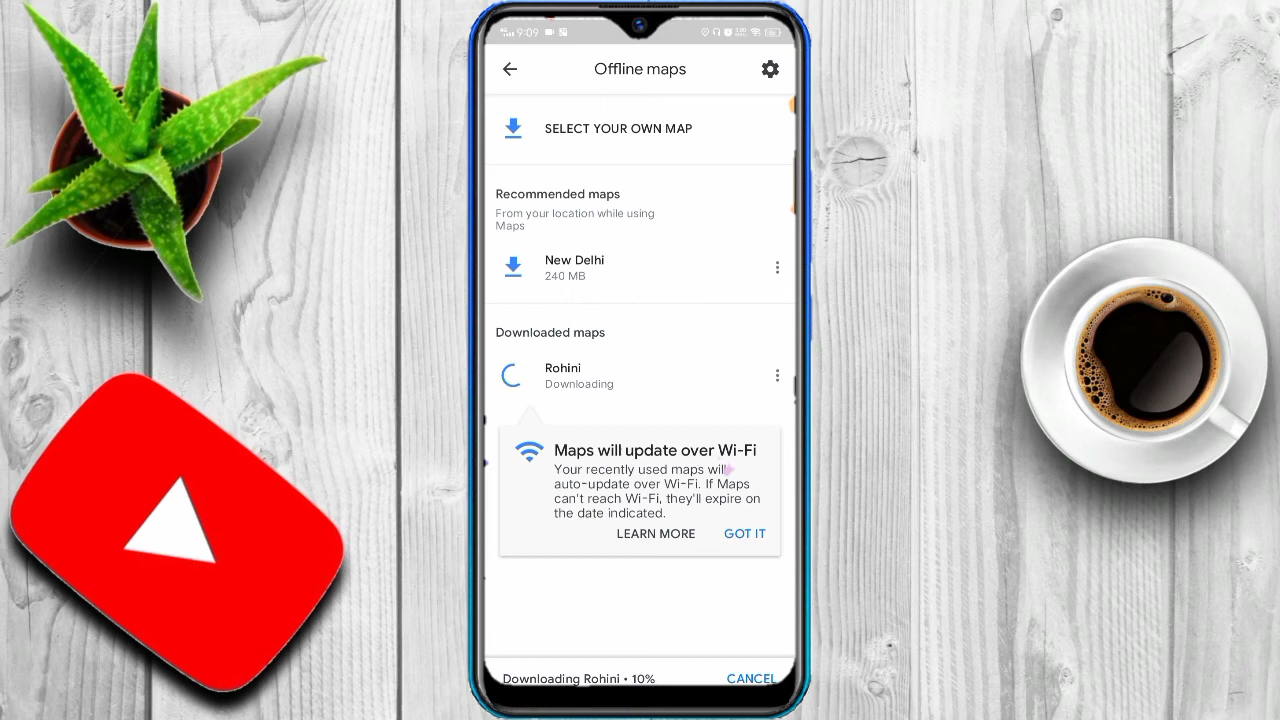 9:09
Offline maps
SELECT YOUR OWN MAP
Recommended maps
From your location while using
Maps
New Delhi
240 MB
Downloaded maps
Rohini
Downloading
Maps will update over Wi-Fi
Your recently used maps will
auto-update over Wi-Fi. If Maps
can't reach Wi-Fi, they'll expire on
the date indicated.
LEARN MORE GOT IT
Downloading Rohini • 10% CANCEL